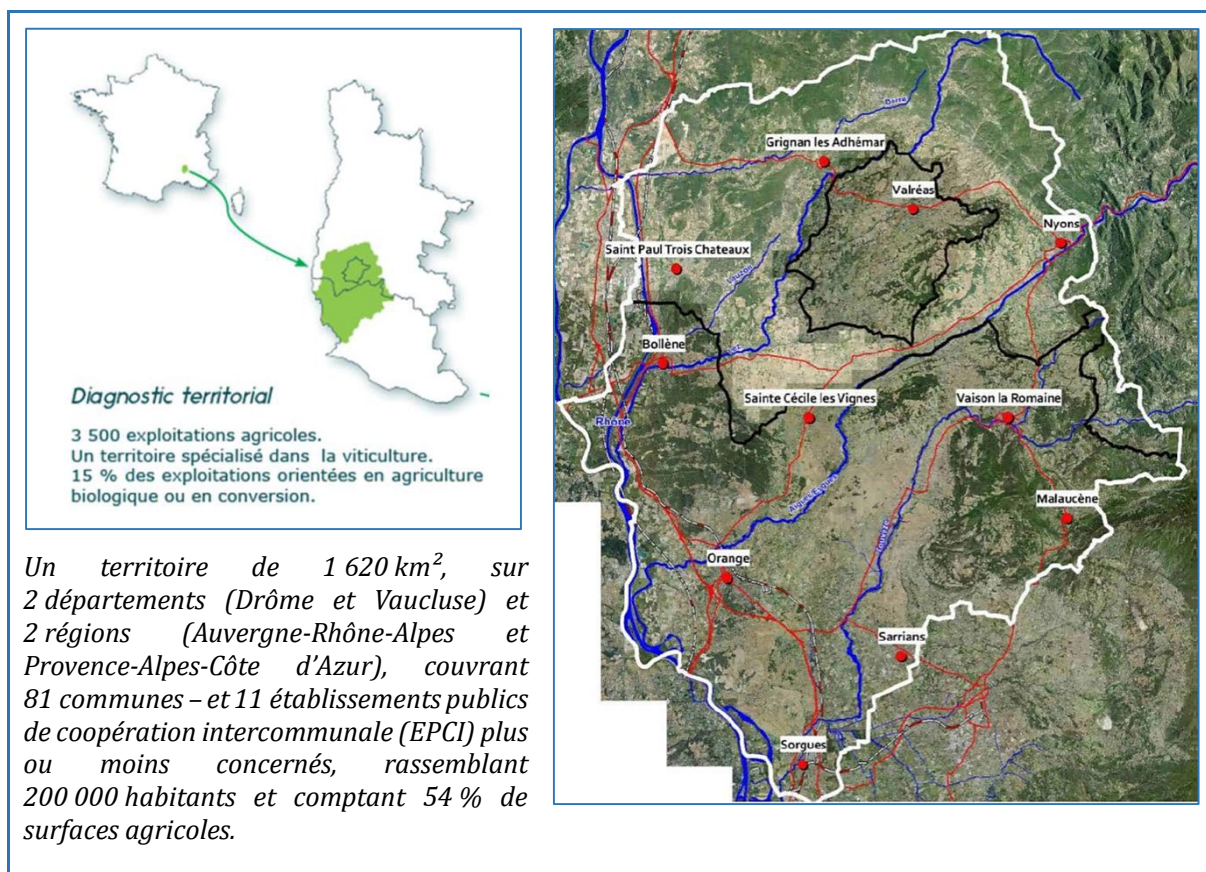 Diagnostic territorial
3 500 exploitations agricoles.
Un territoire spécialisé dans la viticulture.
15 % des exploitations orientées en agriculture
biologique ou en conversion.
Un territoire de 1 620 km², sur
2 départements (Drôme et Vaucluse) et
2 régions (Auvergne-Rhône-Alpes et
Provence-Alpes-Côte d'Azur), couvrant
81 communes – et 11 établissements publics
de coopération intercommunale (EPCI) plus
ou moins concernés, rassemblant
200 000 habitants et comptant 54 % de
surfaces agricoles.
Berre
Grignan les Adhémar
Valréas
Nyons
Saint Paul Trois Chateaux
Lauzon
Bollène
Lez
Sainte Cécile les Vignes
Vaison la Romaine
Rhône
Malaucène
Orange
Sarrians
Sorgues